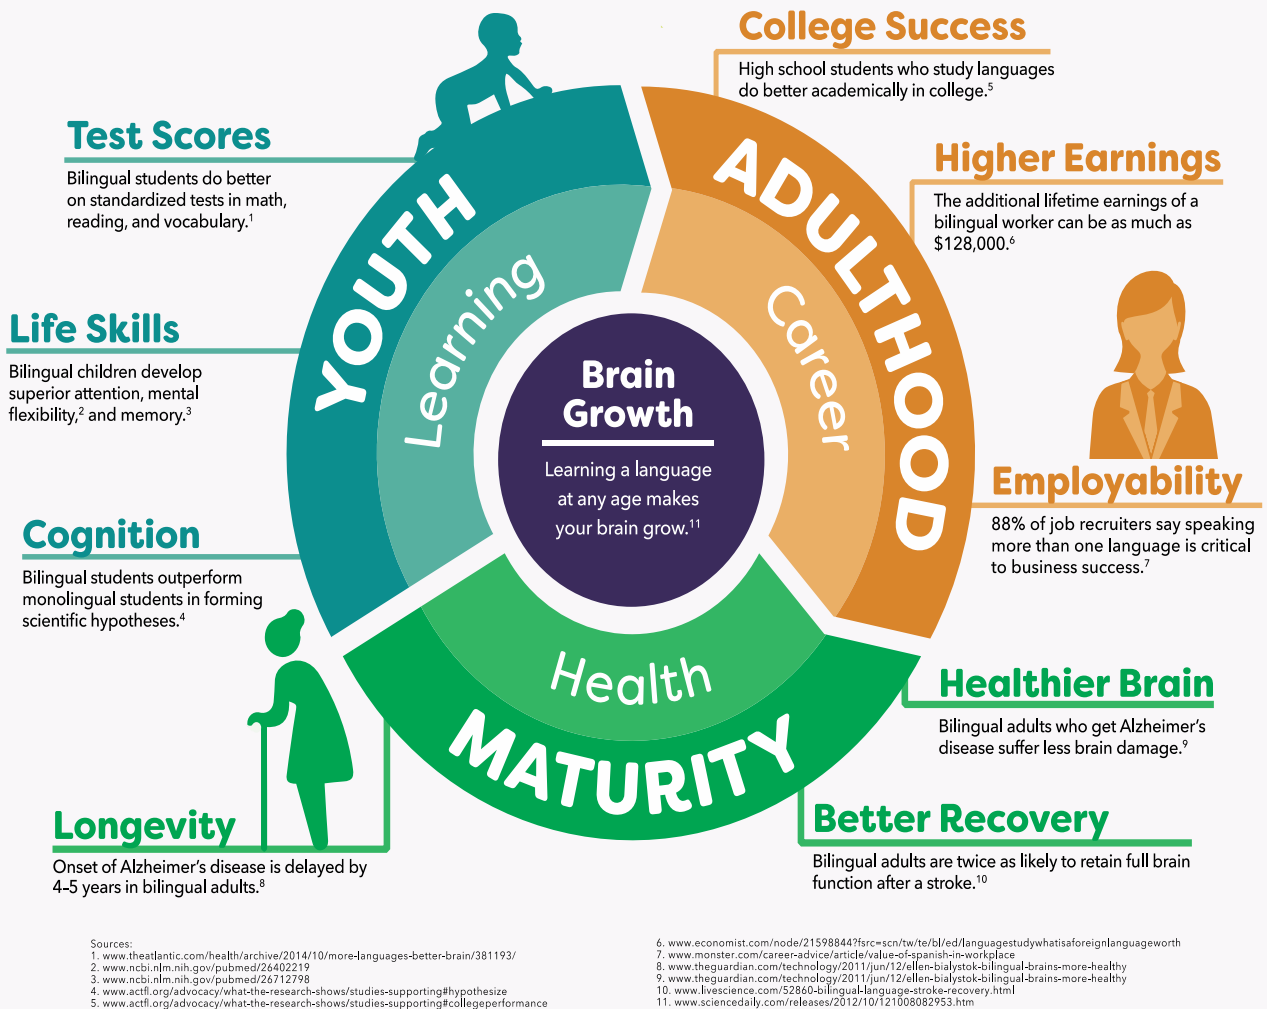 Test Scores
Bilingual students do better
on standardized tests in math,
reading, and vocabulary.1
Life Skills
Bilingual children develop
superior attention, mental
flexibility,2 and memory.3
Cognition
Bilingual students outperform
monolingual students in forming
scientific hypotheses.4
YOUTH
Learning
College Success
High school students who study languages
do better academically in college.5
Higher Earnings
The additional lifetime earnings of a
bilingual worker can be as much as
$128,000.6
Employability
88% of job recruiters say speaking
more than one language is critical
to business success.7
ADULTHOOD
Career
Brain
Growth
Learning a language
at any age makes
your brain grow.11
Health
MATURITY
Healthier Brain
Bilingual adults who get Alzheimer's
disease suffer less brain damage.9
Better Recovery
Bilingual adults are twice as likely to retain full brain
function after a stroke.10
Longevity
Onset of Alzheimer's disease is delayed by
4-5 years in bilingual adults.8
Sources:
1. www.theatlantic.com/health/archive/2014/10/more-languages-better-brain/381193/
2. www.ncbi.nlm.nih.gov/pubmed/26402219
3. www.ncbi.nlm.nih.gov/pubmed/26712798
4. www.actfl.org/advocacy/what-the-research-shows/studies-supporting#hypothesize
5. www.actfl.org/advocacy/what-the-research-shows/studies-supporting#collegeperformance
6. www.economist.com/node/21598844?fsrc=scn/tw/te/bl/ed/languagestudywhatisaforeignlanguageworth
7. www.monster.com/career-advice/article/value-of-spanish-in-workplace
8. www.theguardian.com/technology/2011/jun/12/ellen-bialystok-bilingual-brains-more-healthy
9. www.theguardian.com/technology/2011/jun/12/ellen-bialystok-bilingual-brains-more-healthy
10. www.livescience.com/52860-bilingual-language-stroke-recovery.html
11. www.sciencedaily.com/releases/2012/10/121008082953.htm